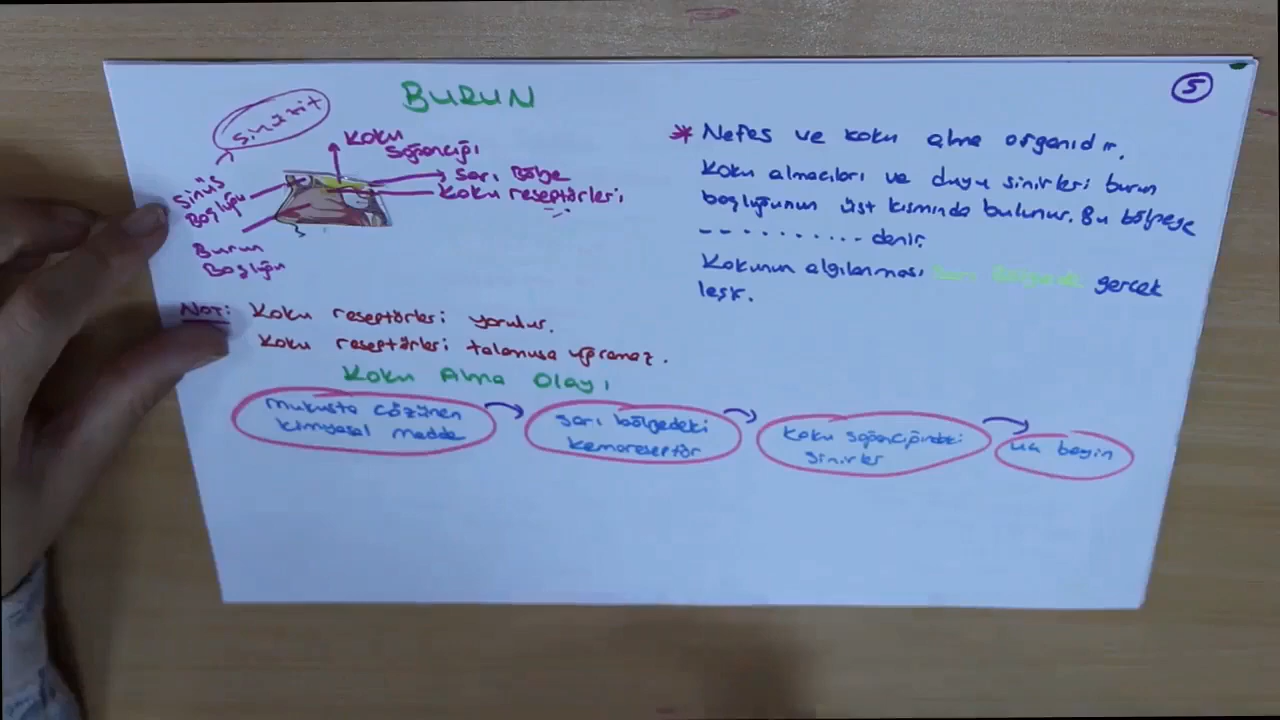 BURUN
5
Sinüzit
Koku
Soğancığı
Sarı Bölge
Koku reseptörleri
Sinüs
Boşluğu
Burun
Boşluğu
* Nefes ve koku alma organıdır.
Koku almaçları ve duyu sinirleri burun
boşluğunun üst kısmında bulunur. Bu bölgeye
- - - - - - - - - - denir.
Kokunun algılanması Sarı Bölgede gerçek
leşir.
NOT: Koku reseptörleri yorulur.
Koku reseptörleri
Koku Alma Olayı
mukusta çözünen
kimyasal madde
sarı bölgedeki
kemoreseptör
koku soğancığındaki
sinirler
uç beyin